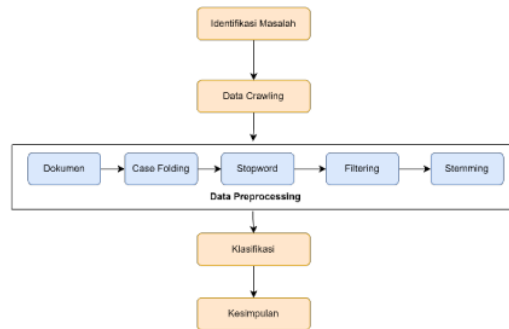 Identifikasi Masalah
Data Crawling
Dokumen
Case Folding
Stopword
Filtering
Stemming
Data Preprocessing
Klasifikasi
Kesimpulan